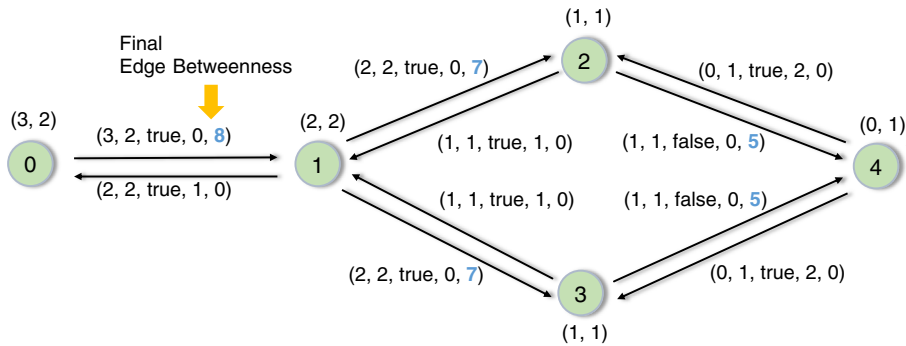 (1, 1)
Final
Edge Betweenness
2
(2, 2, true, 0, 7)
(0, 1, true, 2, 0)
(3, 2)
(2, 2)
(0, 1)
(3, 2, true, 0, 8)
(1, 1, true, 1, 0)
(1, 1, false, 0, 5)
0
1
4
(2, 2, true, 1, 0)
(1, 1, true, 1, 0)
(1, 1, false, 0, 5)
(2, 2, true, 0, 7)
(0, 1, true, 2, 0)
3
(1, 1)